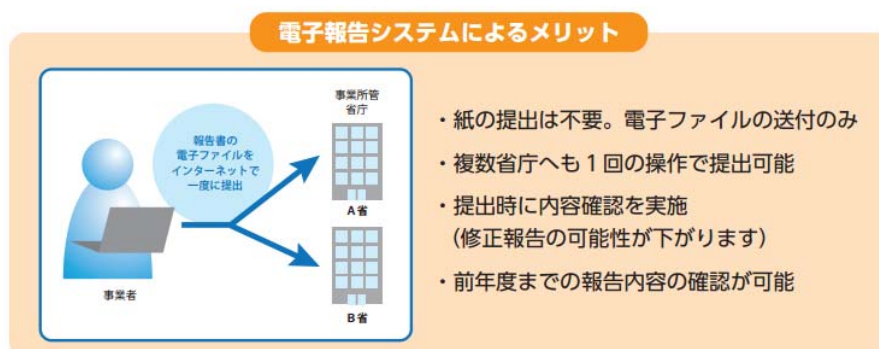 電子報告システムによるメリット
事業所管
省庁
報告書の
電子ファイルを
インターネットで
一度に提出
A省
B省
事業者
・紙の提出は不要。電子ファイルの送付のみ
・複数省庁へも1回の操作で提出可能
・提出時に内容確認を実施
（修正報告の可能性が下がります）
・前年度までの報告内容の確認が可能